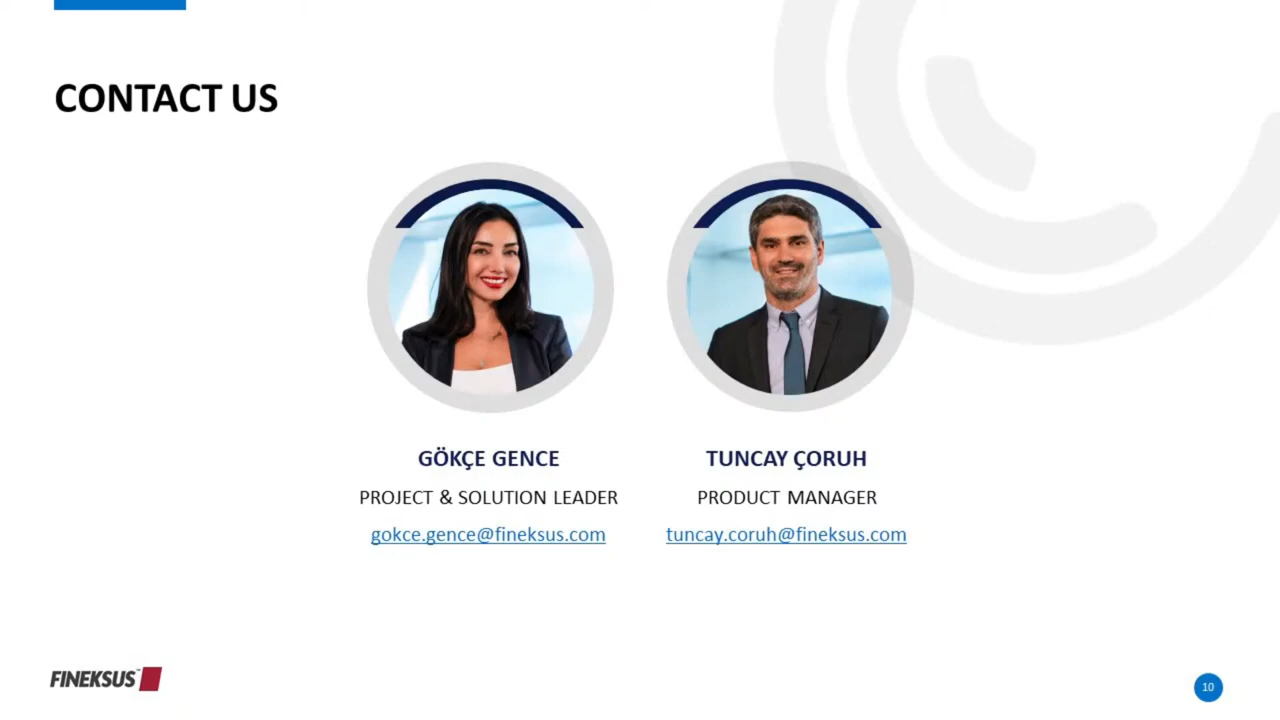 CONTACT US
GÖKÇE GENCE
PROJECT & SOLUTION LEADER
gokce.gence@fineksus.com
TUNCAY ÇORUH
PRODUCT MANAGER
tuncay.coruh@fineksus.com
FINEKSUS™
10